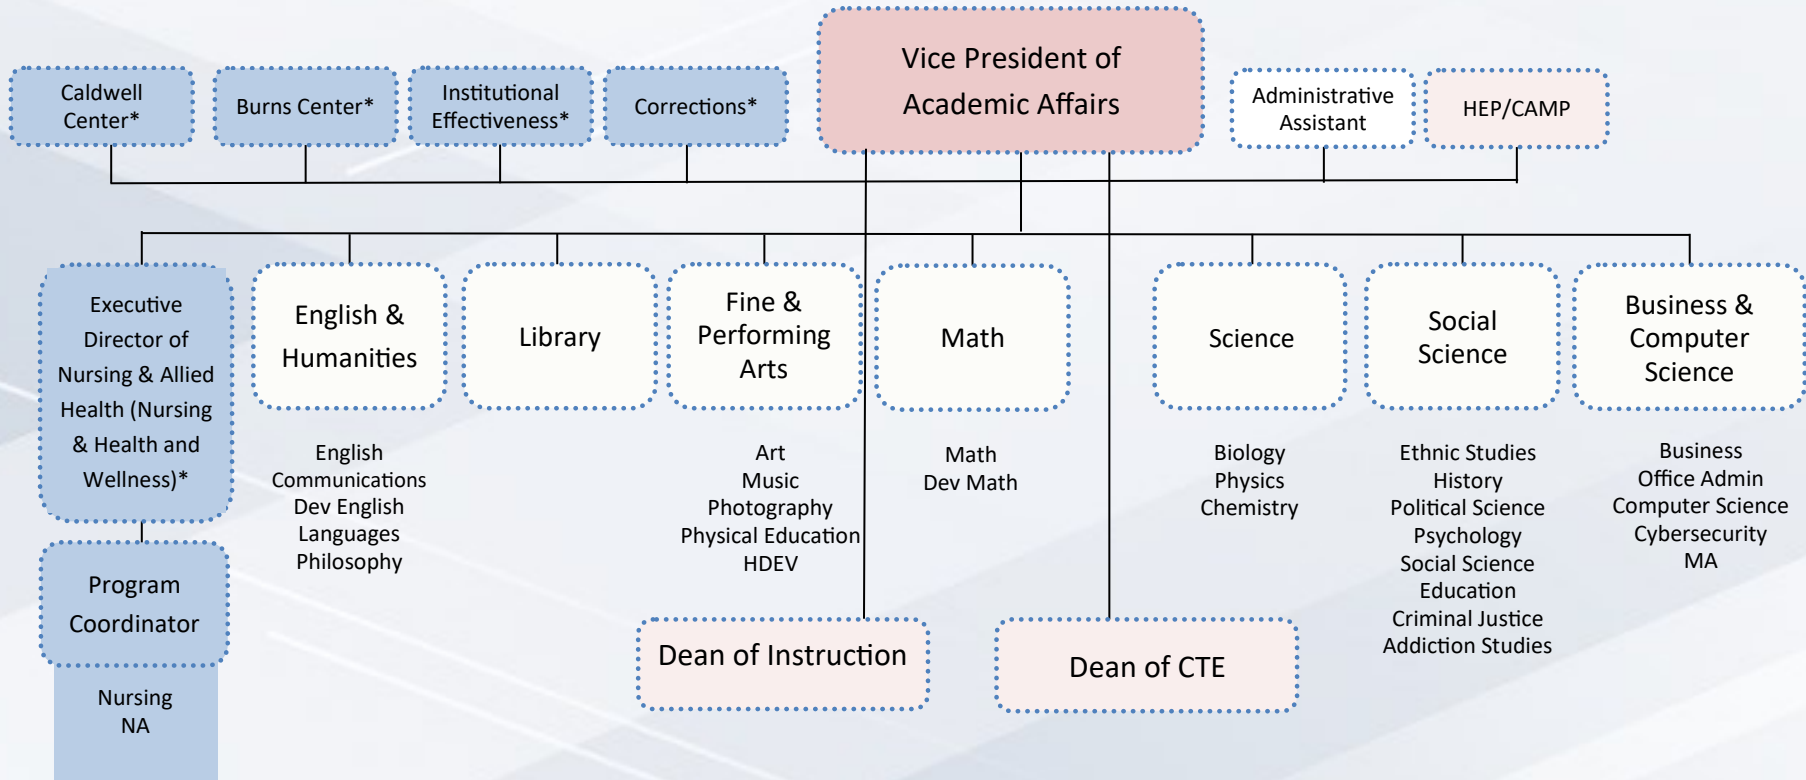 Vice President of
Academic Affairs
Caldwell
Center*
Burns Center*
Institutional
Effectiveness*
Corrections*
Administrative
Assistant
HEP/CAMP
Executive
Director of
Nursing & Allied
Health (Nursing
& Health and
Wellness)*
Program
Coordinator
Nursing
NA
English &
Humanities
English
Communications
Dev English
Languages
Philosophy
Library
Fine &
Performing
Arts
Art
Music
Photography
Physical Education
HDEV
Math
Math
Dev Math
Science
Biology
Physics
Chemistry
Social
Science
Ethnic Studies
History
Political Science
Psychology
Social Science
Education
Criminal Justice
Addiction Studies
Business &
Computer
Science
Business
Office Admin
Computer Science
Cybersecurity
MA
Dean of Instruction
Dean of CTE